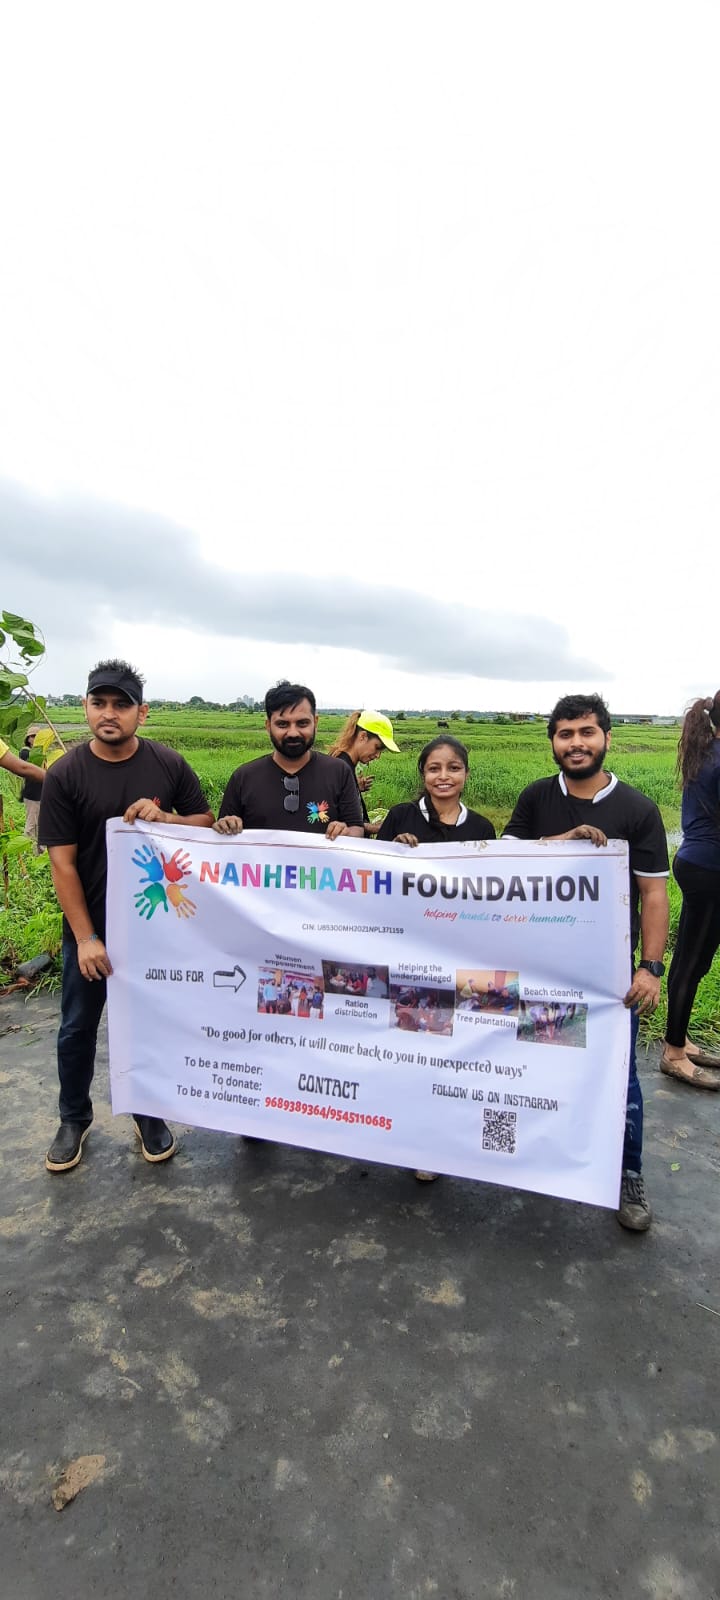 NANHEHAATH FOUNDATION
helping hands to serve humanity......
CIN: U85300MH2021NPL371159
JOIN US FOR
Women
empowerment
Ration
distribution
Helping the
underprivileged
Tree plantation
Beach cleaning
"Do good for others, it will come back to you in unexpected ways"
To be a member:
To donate:
To be a volunteer:
CONTACT
9689389364/9545110685
FOLLOW US ON INSTAGRAM